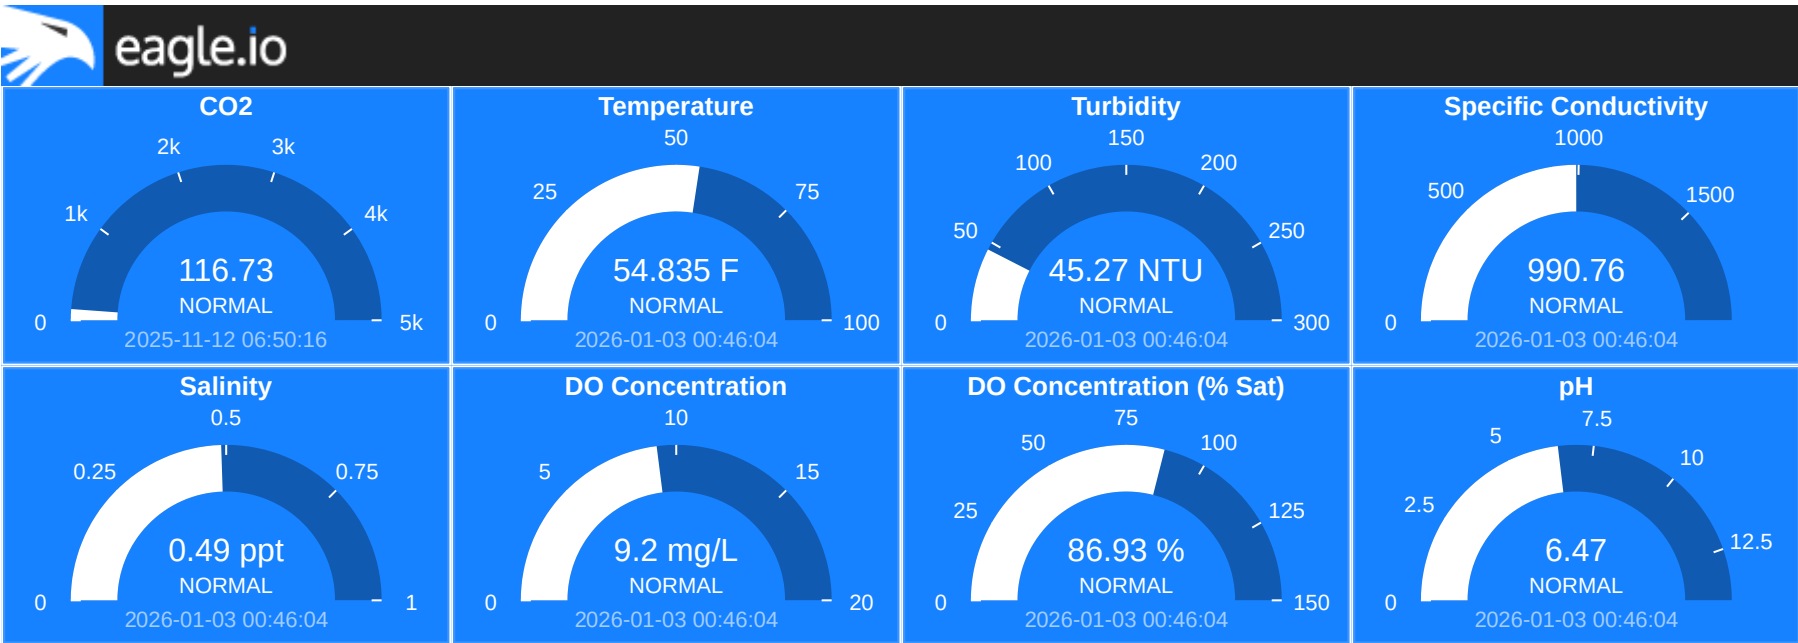 eagle.io
CO2
2k
3k
1k
4k
116.73
NORMAL
0
5k
2025-11-12 06:50:16
Temperature
50
25
75
54.835 F
NORMAL
0
100
2026-01-03 00:46:04
Turbidity
150
100
200
50
250
45.27 NTU
NORMAL
0
300
2026-01-03 00:46:04
Specific Conductivity
1000
500
1500
990.76
NORMAL
0
2026-01-03 00:46:04
Salinity
0.5
0.25
0.75
0.49 ppt
NORMAL
0
1
2026-01-03 00:46:04
DO Concentration
10
5
15
9.2 mg/L
NORMAL
0
20
2026-01-03 00:46:04
DO Concentration (% Sat)
75
50
100
25
125
86.93 %
NORMAL
0
150
2026-01-03 00:46:04
pH
7.5
5
10
2.5
12.5
6.47
NORMAL
0
2026-01-03 00:46:04